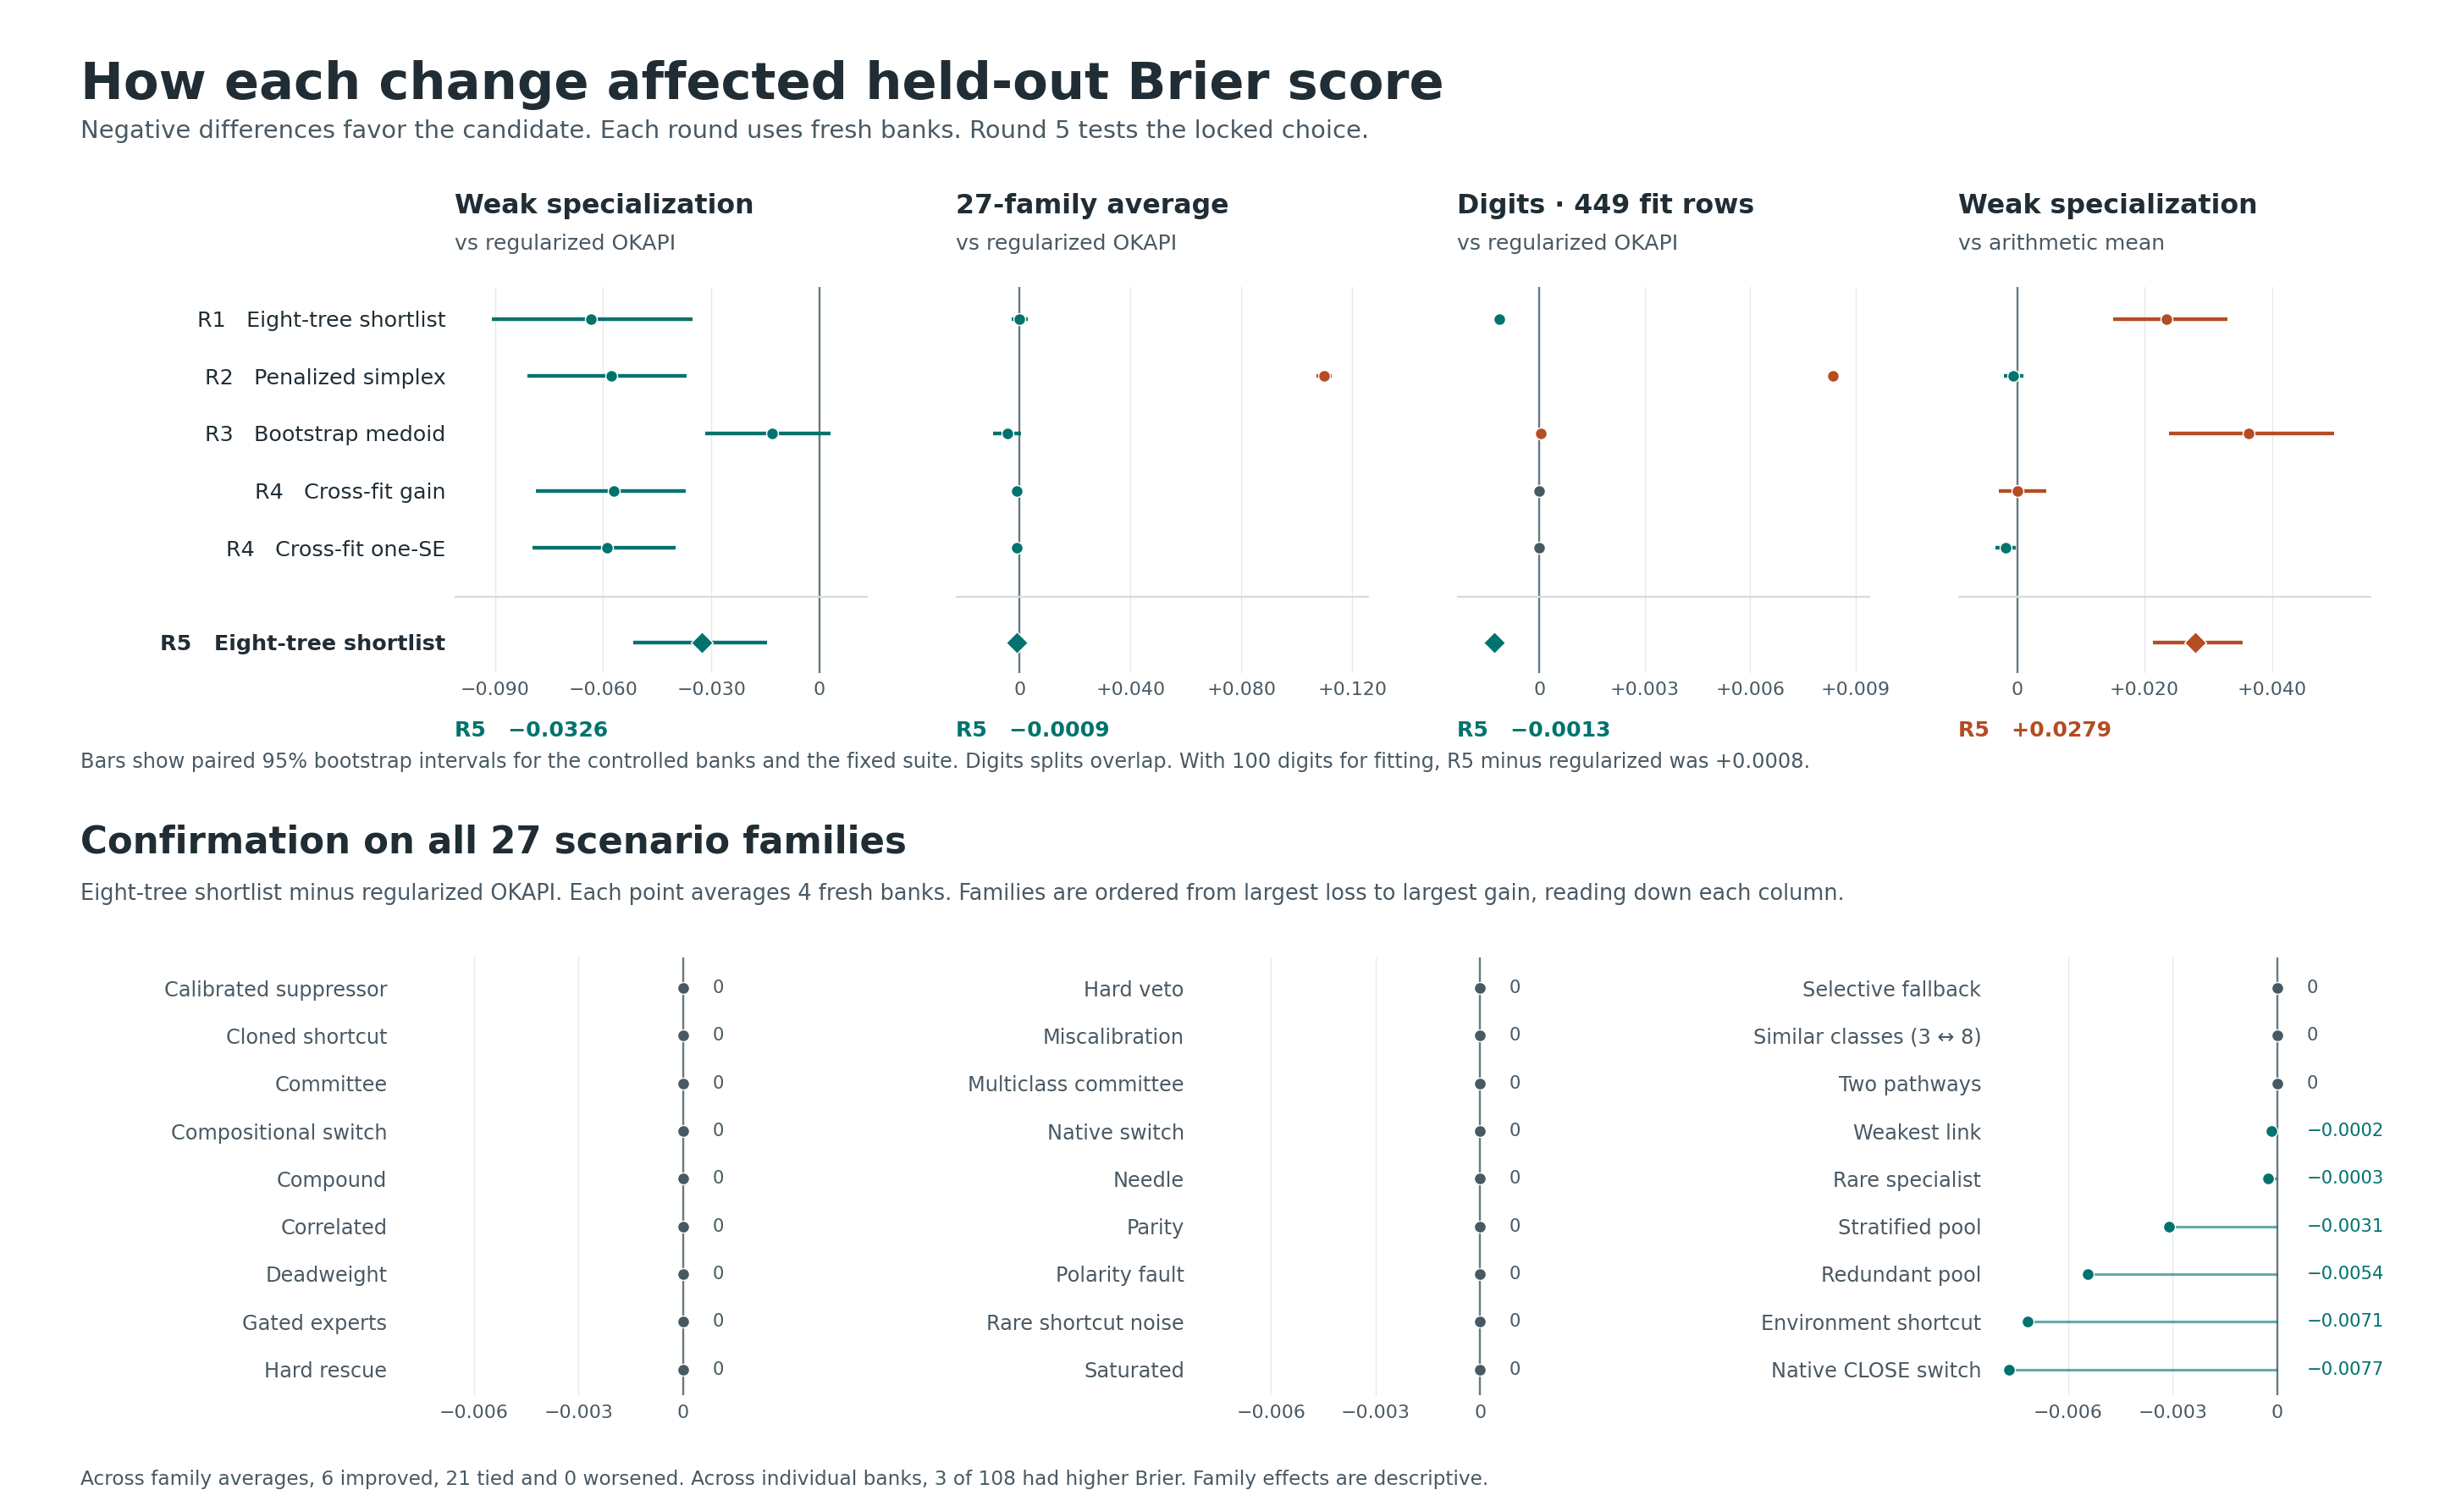 How each change affected held-out Brier score
Negative differences favor the candidate. Each round uses fresh banks. Round 5 tests the locked choice.
Weak specialization
vs regularized OKAPI
27-family average
vs regularized OKAPI
Digits · 449 fit rows
vs regularized OKAPI
Weak specialization
vs arithmetic mean
R1 Eight-tree shortlist
R2 Penalized simplex
R3 Bootstrap medoid
R4 Cross-fit gain
R4 Cross-fit one-SE
R5 Eight-tree shortlist
−0.090 −0.060 −0.030 0
0 +0.040 +0.080 +0.120
0 +0.003 +0.006 +0.009
0 +0.020 +0.040
R5 −0.0326
R5 −0.0009
R5 −0.0013
R5 +0.0279
Bars show paired 95% bootstrap intervals for the controlled banks and the fixed suite. Digits splits overlap. With 100 digits for fitting, R5 minus regularized was +0.0008.
Confirmation on all 27 scenario families
Eight-tree shortlist minus regularized OKAPI. Each point averages 4 fresh banks. Families are ordered from largest loss to largest gain, reading down each column.
Calibrated suppressor 0
Cloned shortcut 0
Committee 0
Compositional switch 0
Compound 0
Correlated 0
Deadweight 0
Gated experts 0
Hard rescue 0
−0.006 −0.003 0
Hard veto 0
Miscalibration 0
Multiclass committee 0
Native switch 0
Needle 0
Parity 0
Polarity fault 0
Rare shortcut noise 0
Saturated 0
−0.006 −0.003 0
Selective fallback 0
Similar classes (3 ↔ 8) 0
Two pathways 0
Weakest link −0.0002
Rare specialist −0.0003
Stratified pool −0.0031
Redundant pool −0.0054
Environment shortcut −0.0071
Native CLOSE switch −0.0077
−0.006 −0.003 0
Across family averages, 6 improved, 21 tied and 0 worsened. Across individual banks, 3 of 108 had higher Brier. Family effects are descriptive.